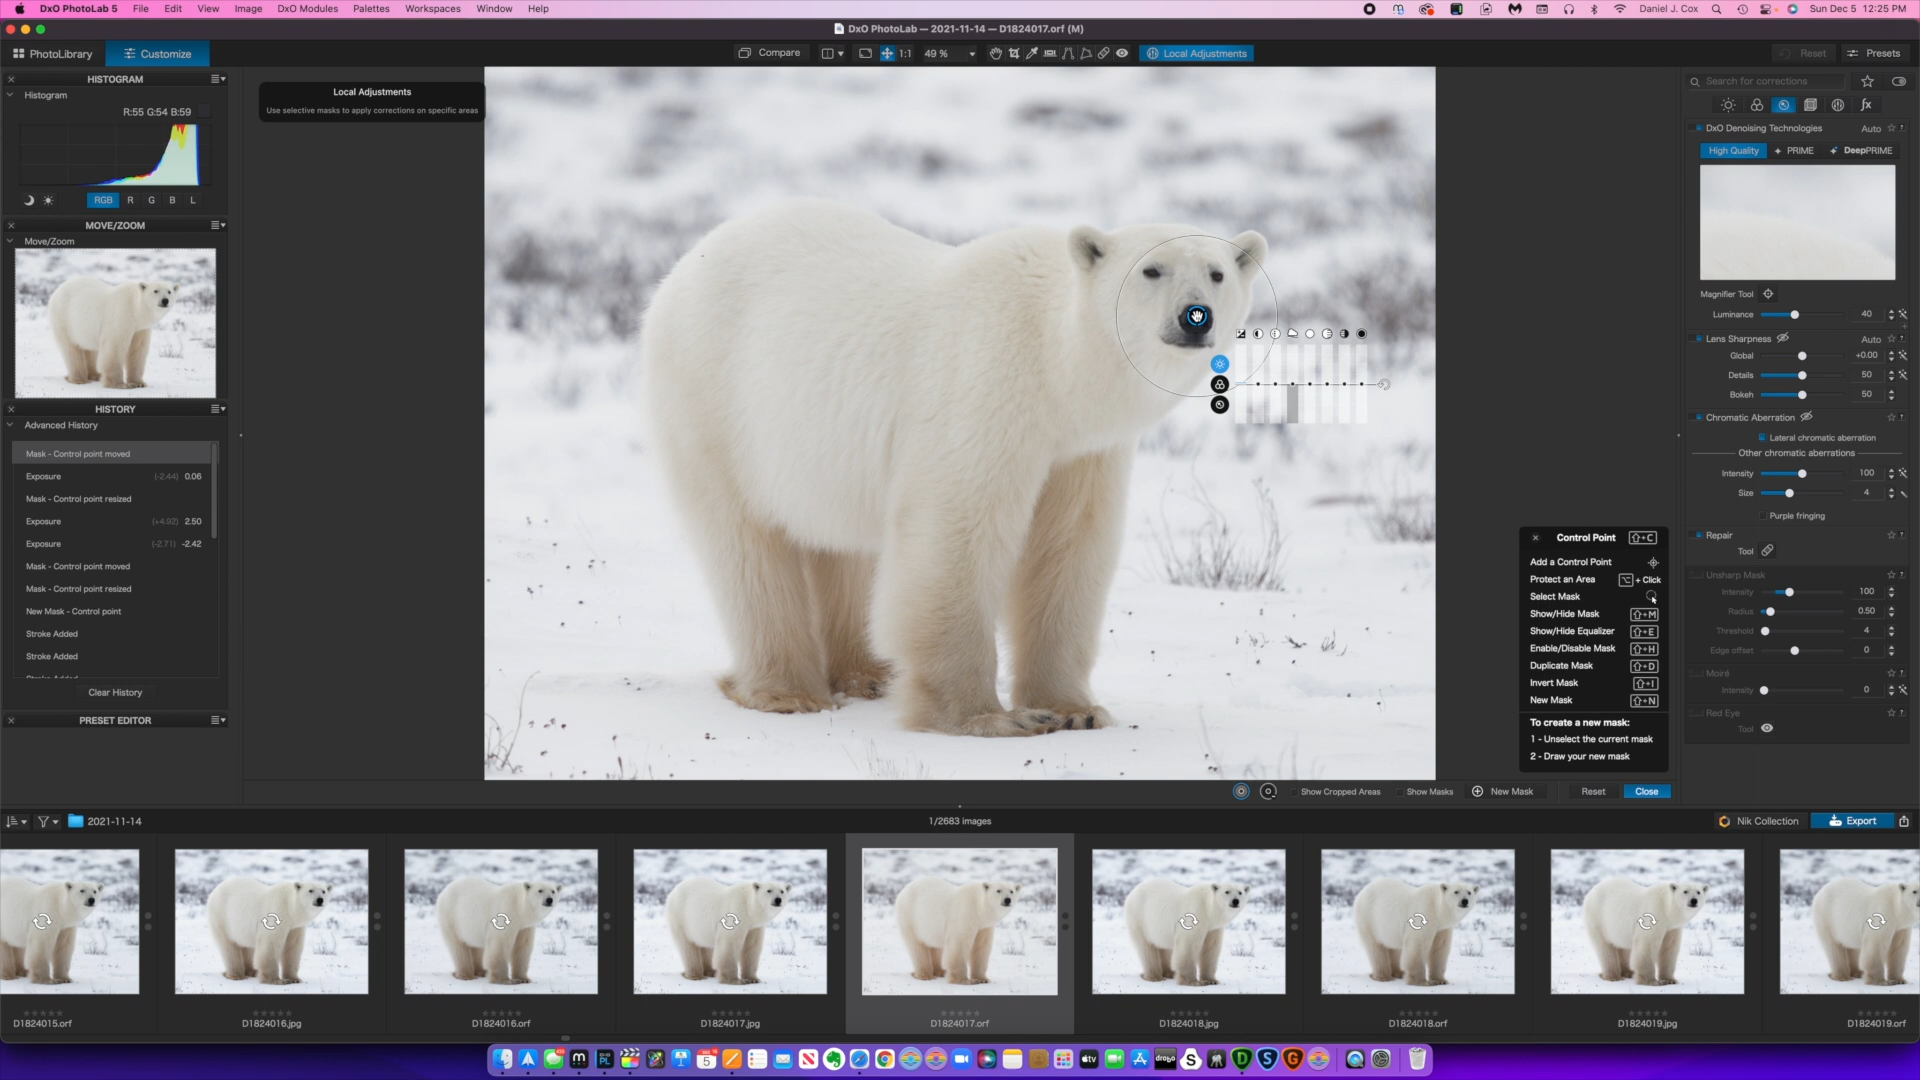 DxO PhotoLab 5 File Edit View Image DxO Modules Palettes Workspaces Window Help Daniel J. Cox Sun Dec 5 12:25 PM
DxO PhotoLab — 2021-11-14 — D1824017.orf (M)
PhotoLibrary Customize Compare 1:1 49 % Local Adjustments Reset Presets
HISTOGRAM
Histogram
R:55 G:54 B:59
RGB R G B L
MOVE/ZOOM
Move/Zoom
HISTORY
Advanced History
Mask - Control point moved
Exposure (-2.44) 0.06
Mask - Control point resized
Exposure (+4.92) 2.50
Exposure (-2.71) -2.42
Mask - Control point moved
Mask - Control point resized
New Mask - Control point
Stroke Added
Stroke Added
Clear History
PRESET EDITOR
Local Adjustments
Use selective masks to apply corrections on specific areas
Control Point ⇧+C
Add a Control Point
Protect an Area ⌥ + Click
Select Mask
Show/Hide Mask ⇧+M
Show/Hide Equalizer ⇧+E
Enable/Disable Mask ⇧+H
Duplicate Mask ⇧+D
Invert Mask ⇧+I
New Mask ⇧+N
To create a new mask:
1 - Unselect the current mask
2 - Draw your new mask
Show Cropped Areas Show Masks New Mask Reset Close
Search for corrections
fx
DxO Denoising Technologies Auto
High Quality PRIME DeepPRIME
Magnifier Tool
Luminance 40
Lens Sharpness Auto
Global +0.00
Details 50
Bokeh 50
Chromatic Aberration
Lateral chromatic aberration
Other chromatic aberrations
Intensity 100
Size 4
Purple fringing
Repair
Tool
Unsharp Mask
Intensity 100
Radius 0.50
Threshold 4
Edge offset 0
Moiré
Intensity 0
Red Eye
Tool
2021-11-14 1/2683 images Nik Collection Export
D1824015.orf D1824016.jpg D1824016.orf D1824017.jpg D1824017.orf D1824018.jpg D1824018.orf D1824019.jpg D1824019.orf